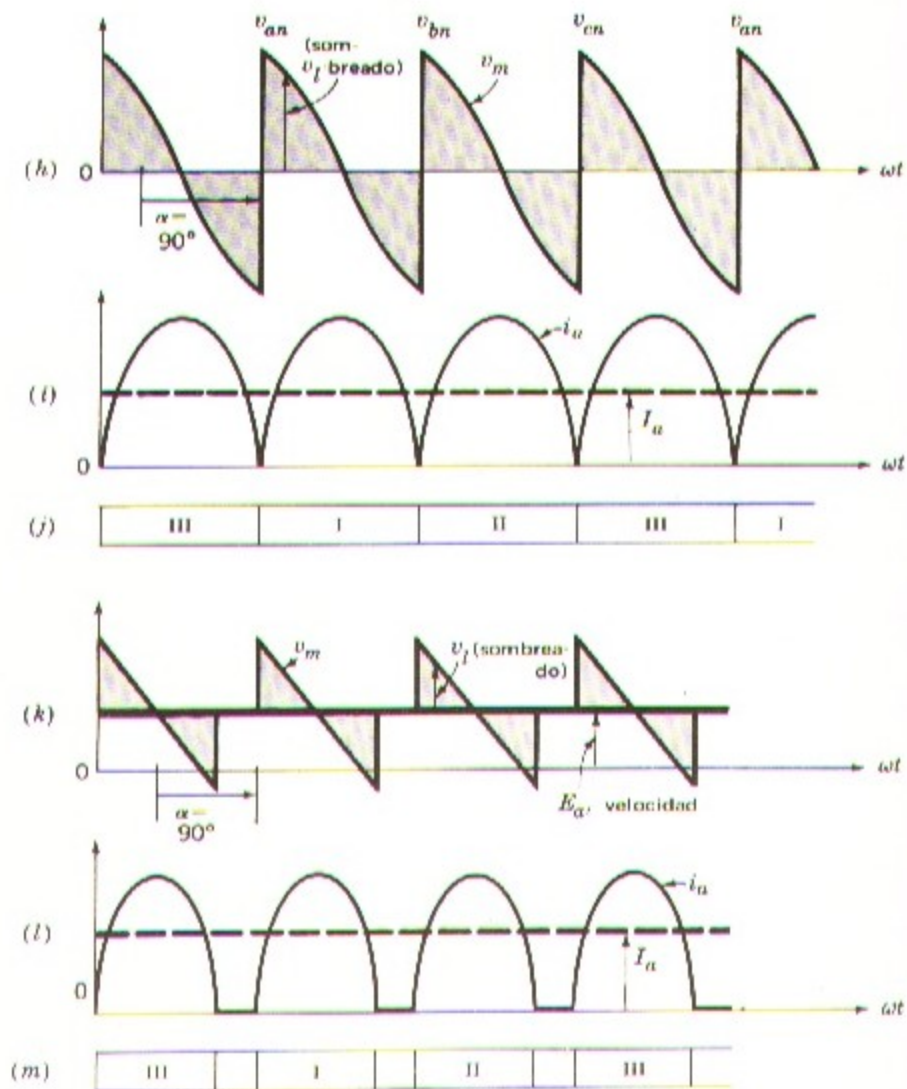 v_an v_bn v_cn v_an
(som-
v_l breado)
v_m
(h) 0 ωt
α =
90°
i_a
(i)
I_a
0 ωt
(j) III I II III I
v_m v_l (sombrea-
do)
(k)
0 ωt
E_a, velocidad
α =
90°
i_a
(l)
I_a
0 ωt
(m) III I II III